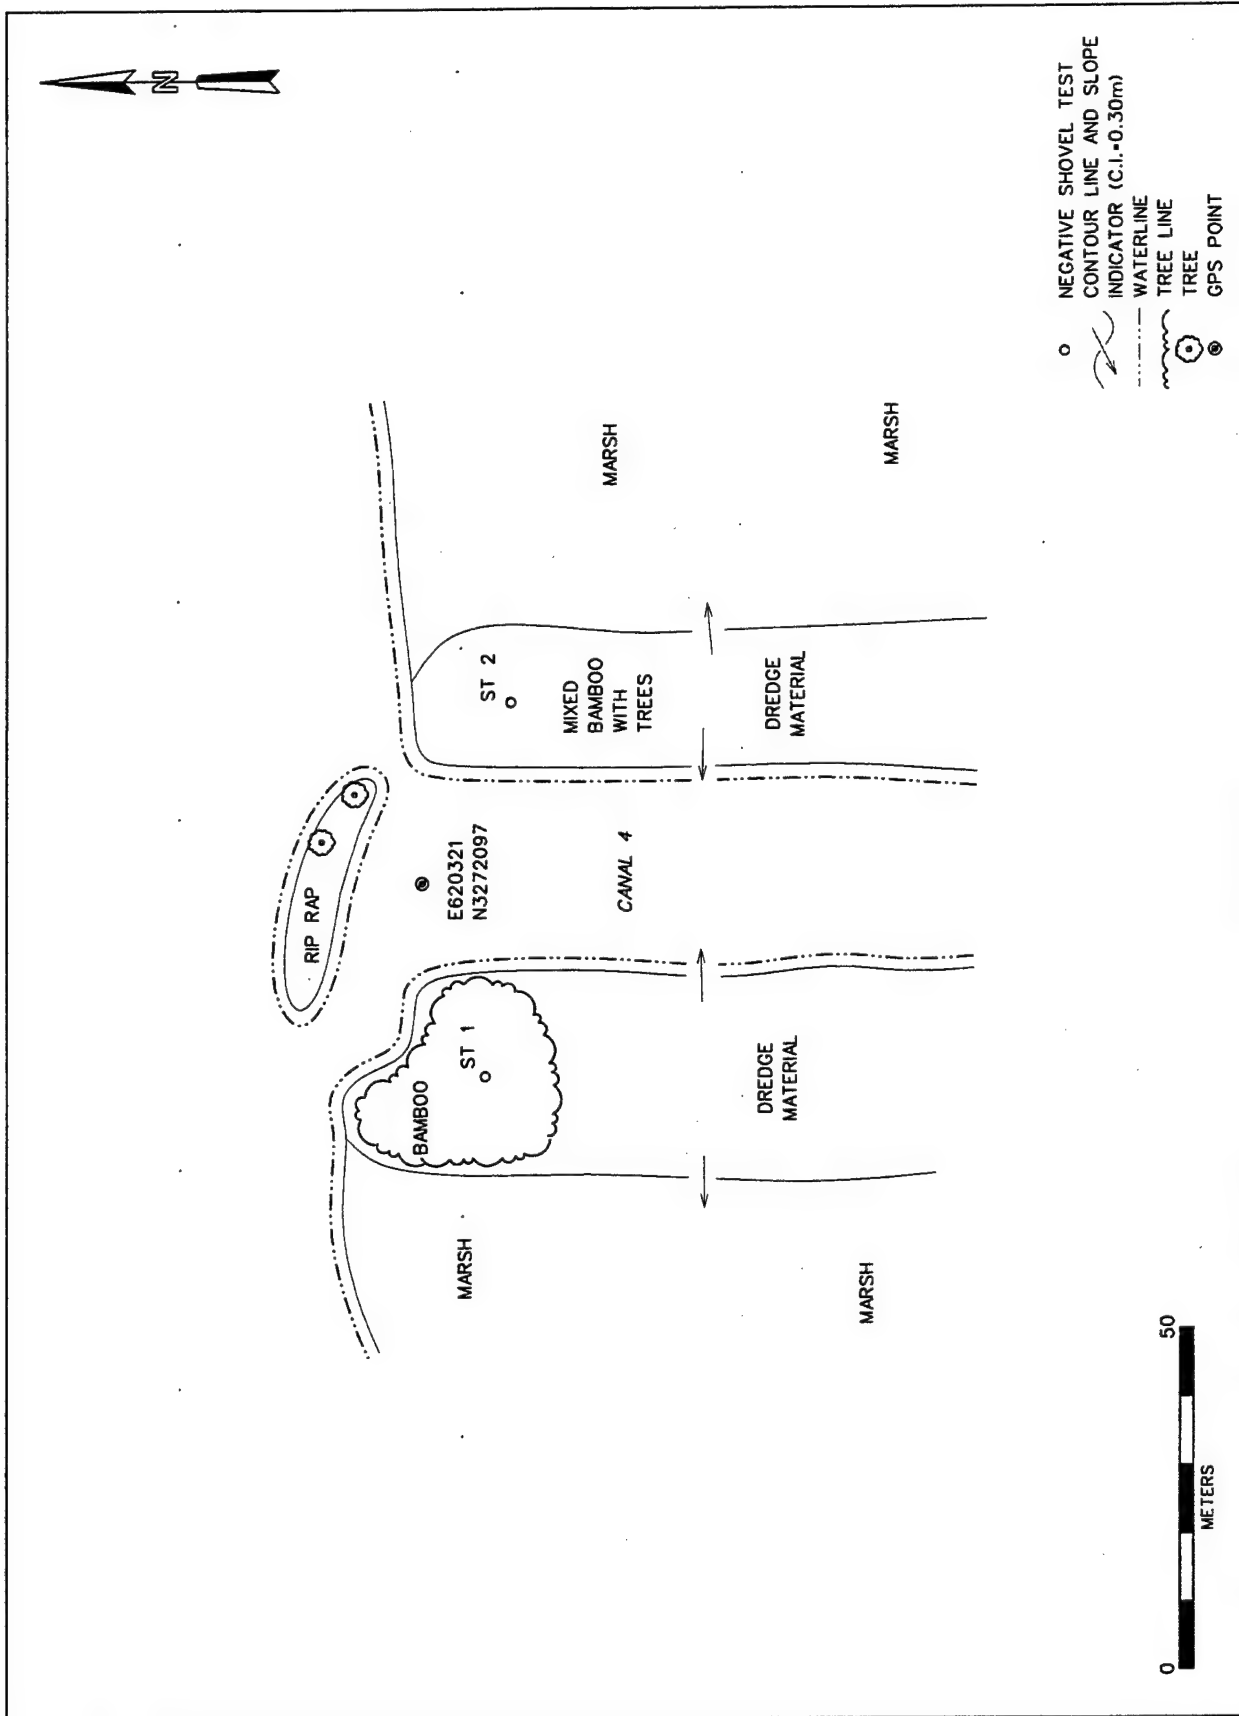 N
RIP RAP
E620321
N3272097
CANAL 4
BAMBOO
ST 1
ST 2
MIXED
BAMBOO
WITH
TREES
MARSH
MARSH
DREDGE
MATERIAL
DREDGE
MATERIAL
MARSH
MARSH
0 50
METERS
NEGATIVE SHOVEL TEST
CONTOUR LINE AND SLOPE
INDICATOR (C.I.=0.30m)
WATERLINE
TREE LINE
TREE
GPS POINT